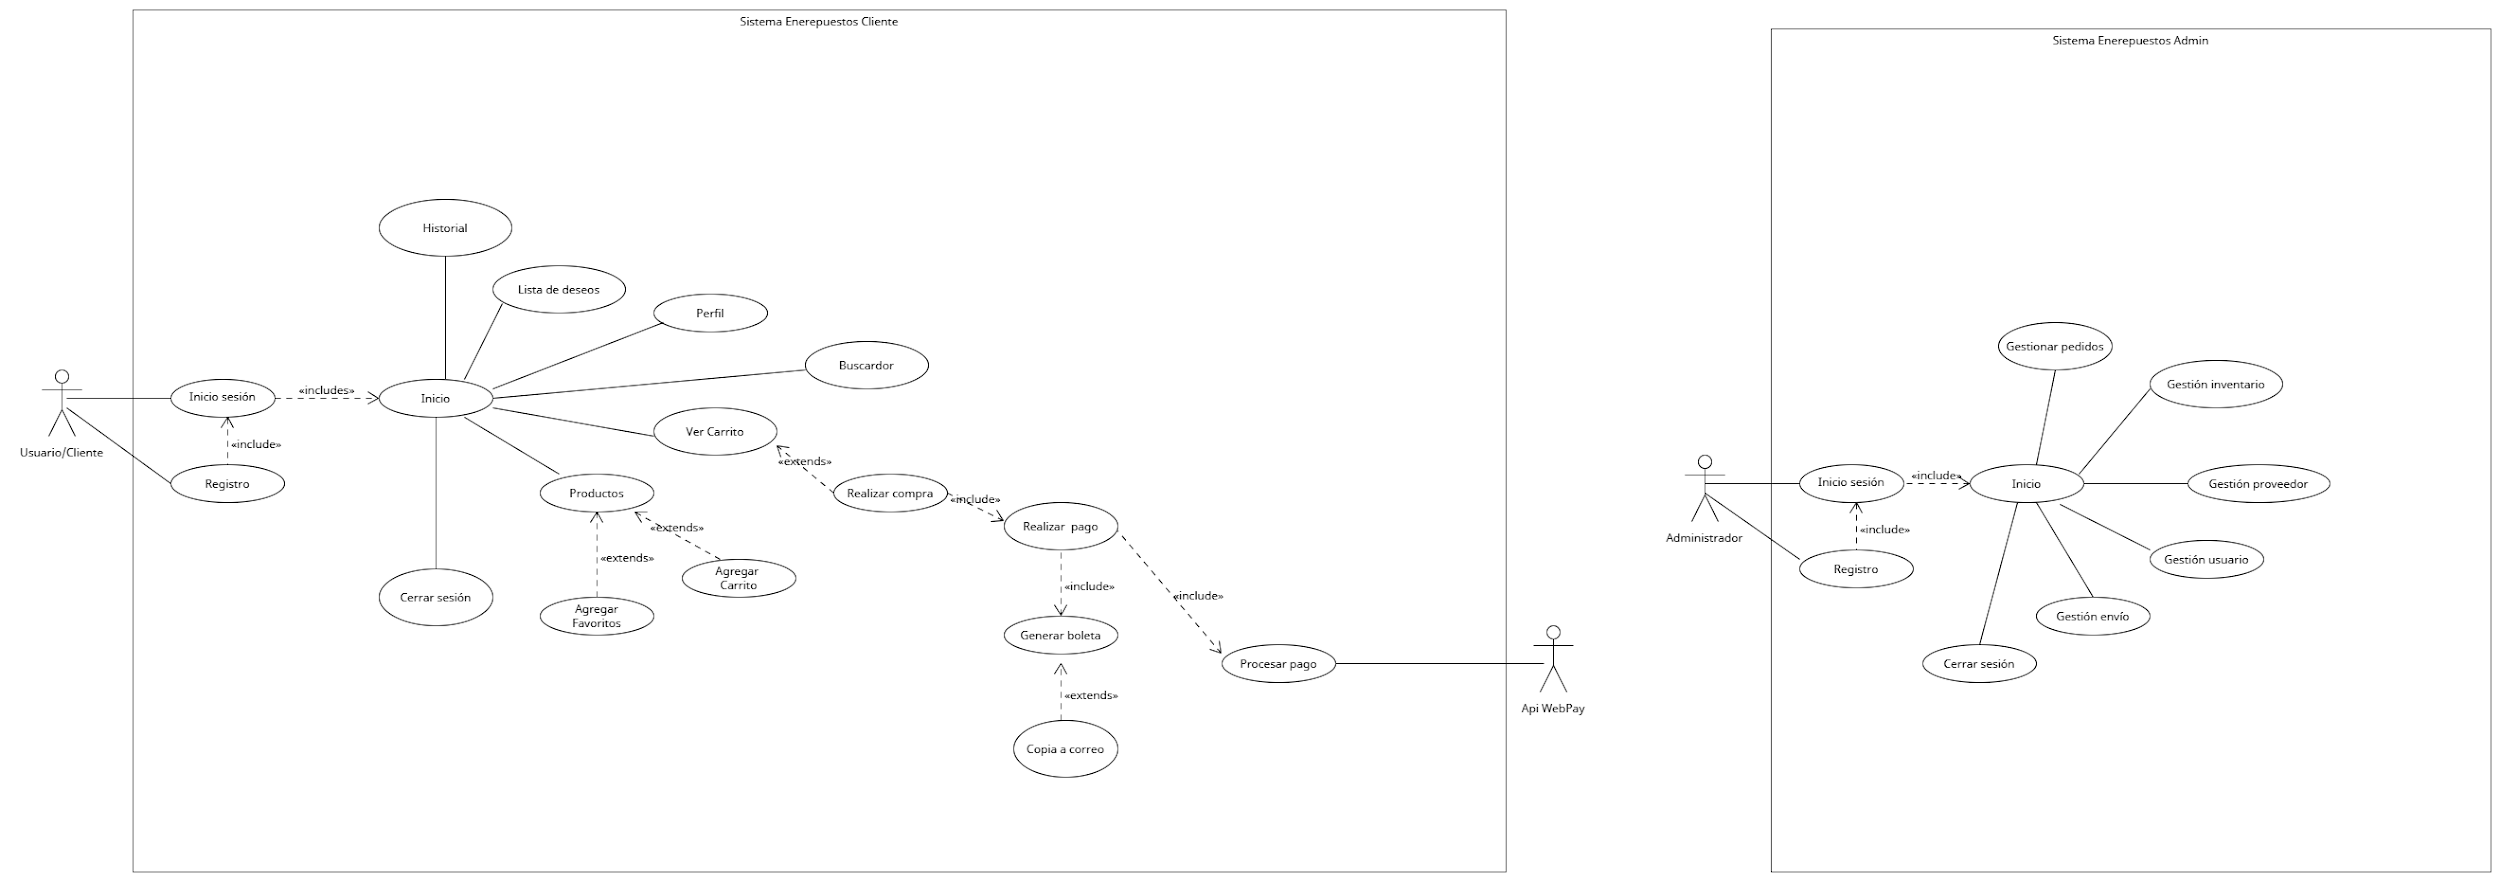 Sistema Enerepuestos Cliente
Historial
Lista de deseos
Perfil
Buscardor
Usuario/Cliente
Inicio sesión
«includes»
Inicio
«include»
Registro
Ver Carrito
«extends»
Productos
Realizar compra
«include»
Realizar pago
«extends»
«extends»
Agregar
Carrito
Cerrar sesión
Agregar
Favoritos
«include»
«include»
Generar boleta
Procesar pago
«extends»
Copia a correo
Api WebPay
Sistema Enerepuestos Admin
Gestionar pedidos
Gestión inventario
Administrador
Inicio sesión
«include»
Inicio
Gestión proveedor
«include»
Registro
Gestión usuario
Gestión envío
Cerrar sesión